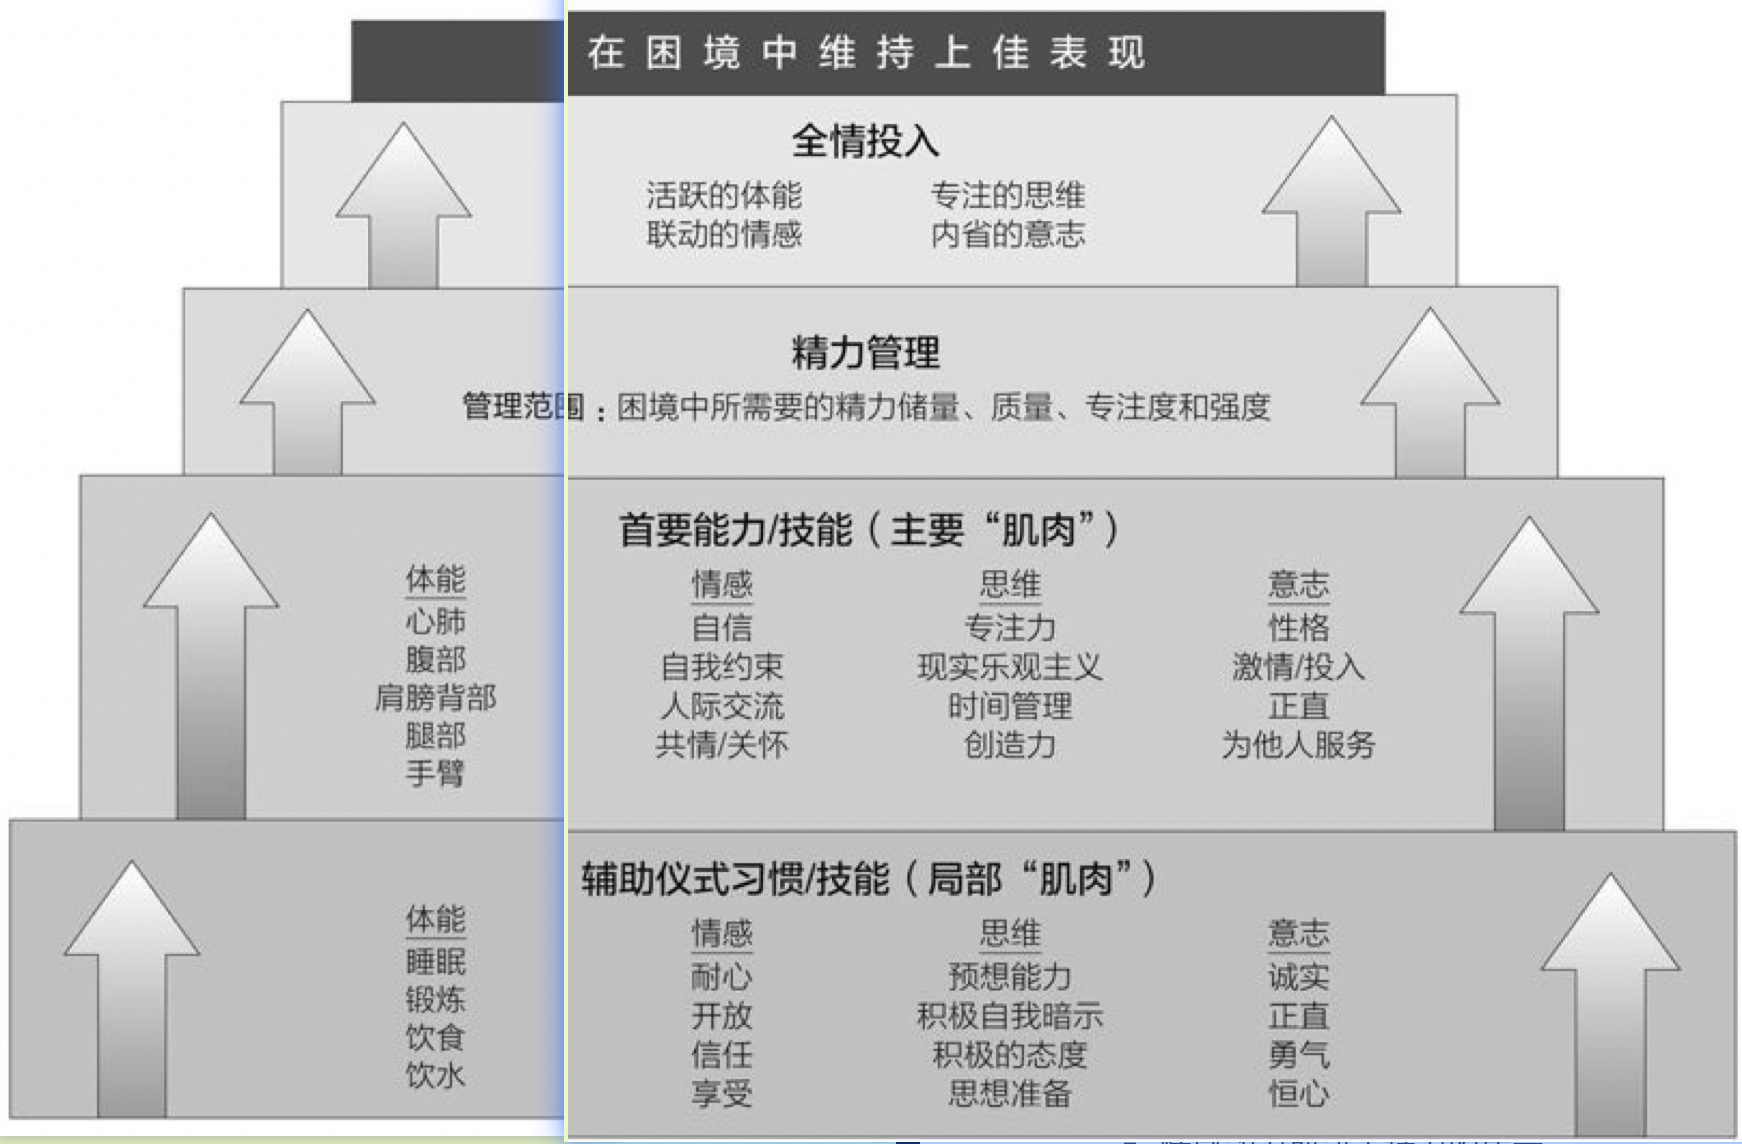 在困境中维持上佳表现
全情投入
活跃的体能 专注的思维
联动的情感 内省的意志
精力管理
管理范围：困境中所需要的精力储量、质量、专注度和强度
首要能力/技能（主要“肌肉”）
体能 情感 思维 意志
心肺 自信 专注力 性格
腹部 自我约束 现实乐观主义 激情/投入
肩膀背部 人际交流 时间管理 正直
腿部 共情/关怀 创造力 为他人服务
手臂
辅助仪式习惯/技能（局部“肌肉”）
体能 情感 思维 意志
睡眠 耐心 预想能力 诚实
锻炼 开放 积极自我暗示 正直
饮食 信任 积极的态度 勇气
饮水 享受 思想准备 恒心